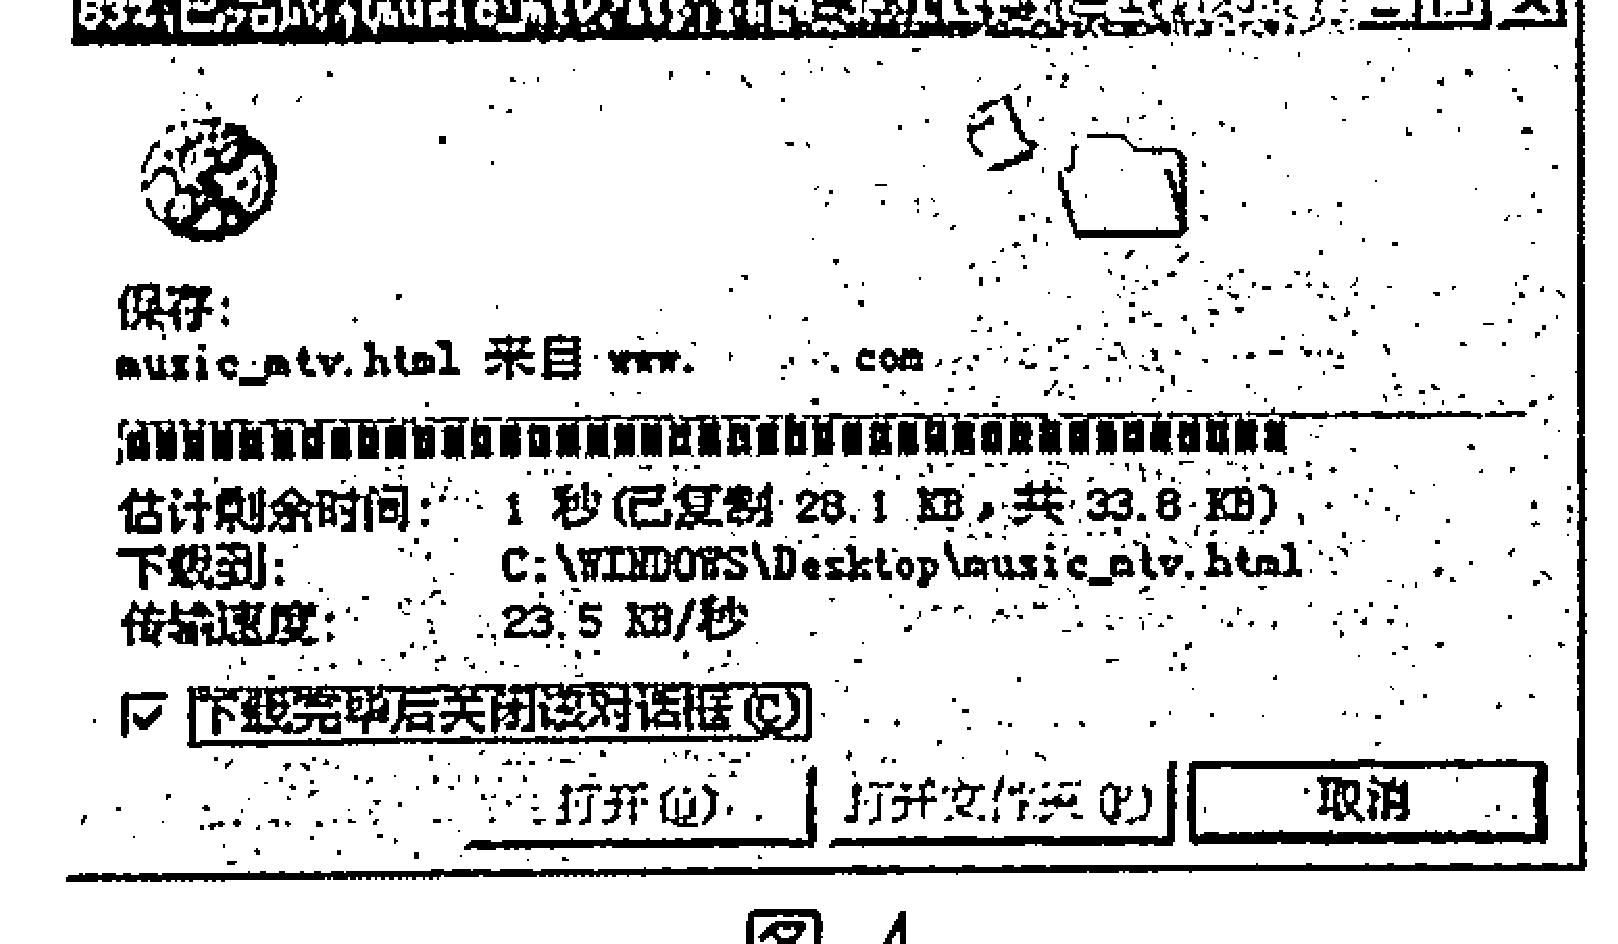 保存:
music_mtv.html 来自 www. .com
估计剩余时间: 1 秒(已复制 28.1 KB,共 33.8 KB)
下载到: C:\WINDOWS\Desktop\music_mtv.html
传输速度: 23.5 KB/秒
下载完毕后关闭该对话框(C)
打开(O) 打开文件夹(F) 取消
图 4